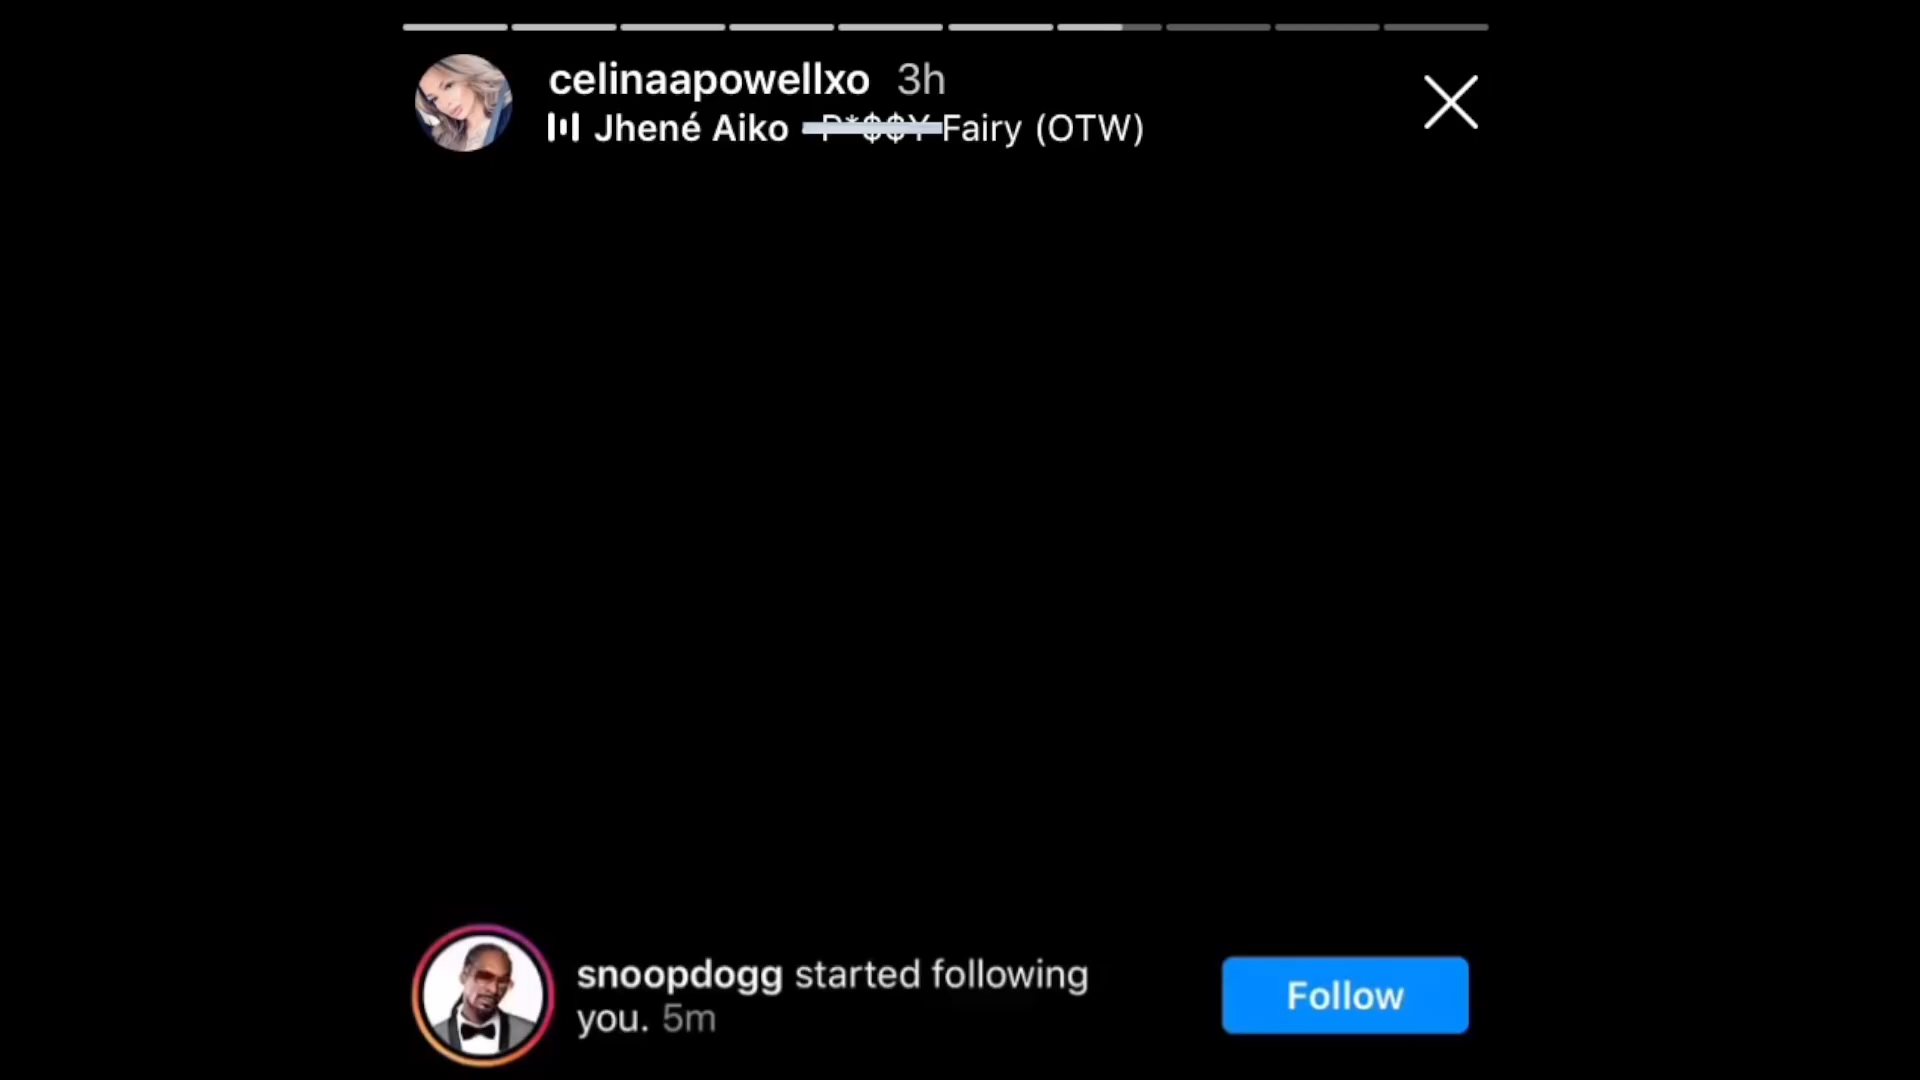 celinaapowellxo 3h
Jhené Aiko P*$$Y Fairy (OTW)
snoopdogg started following
you. 5m
Follow